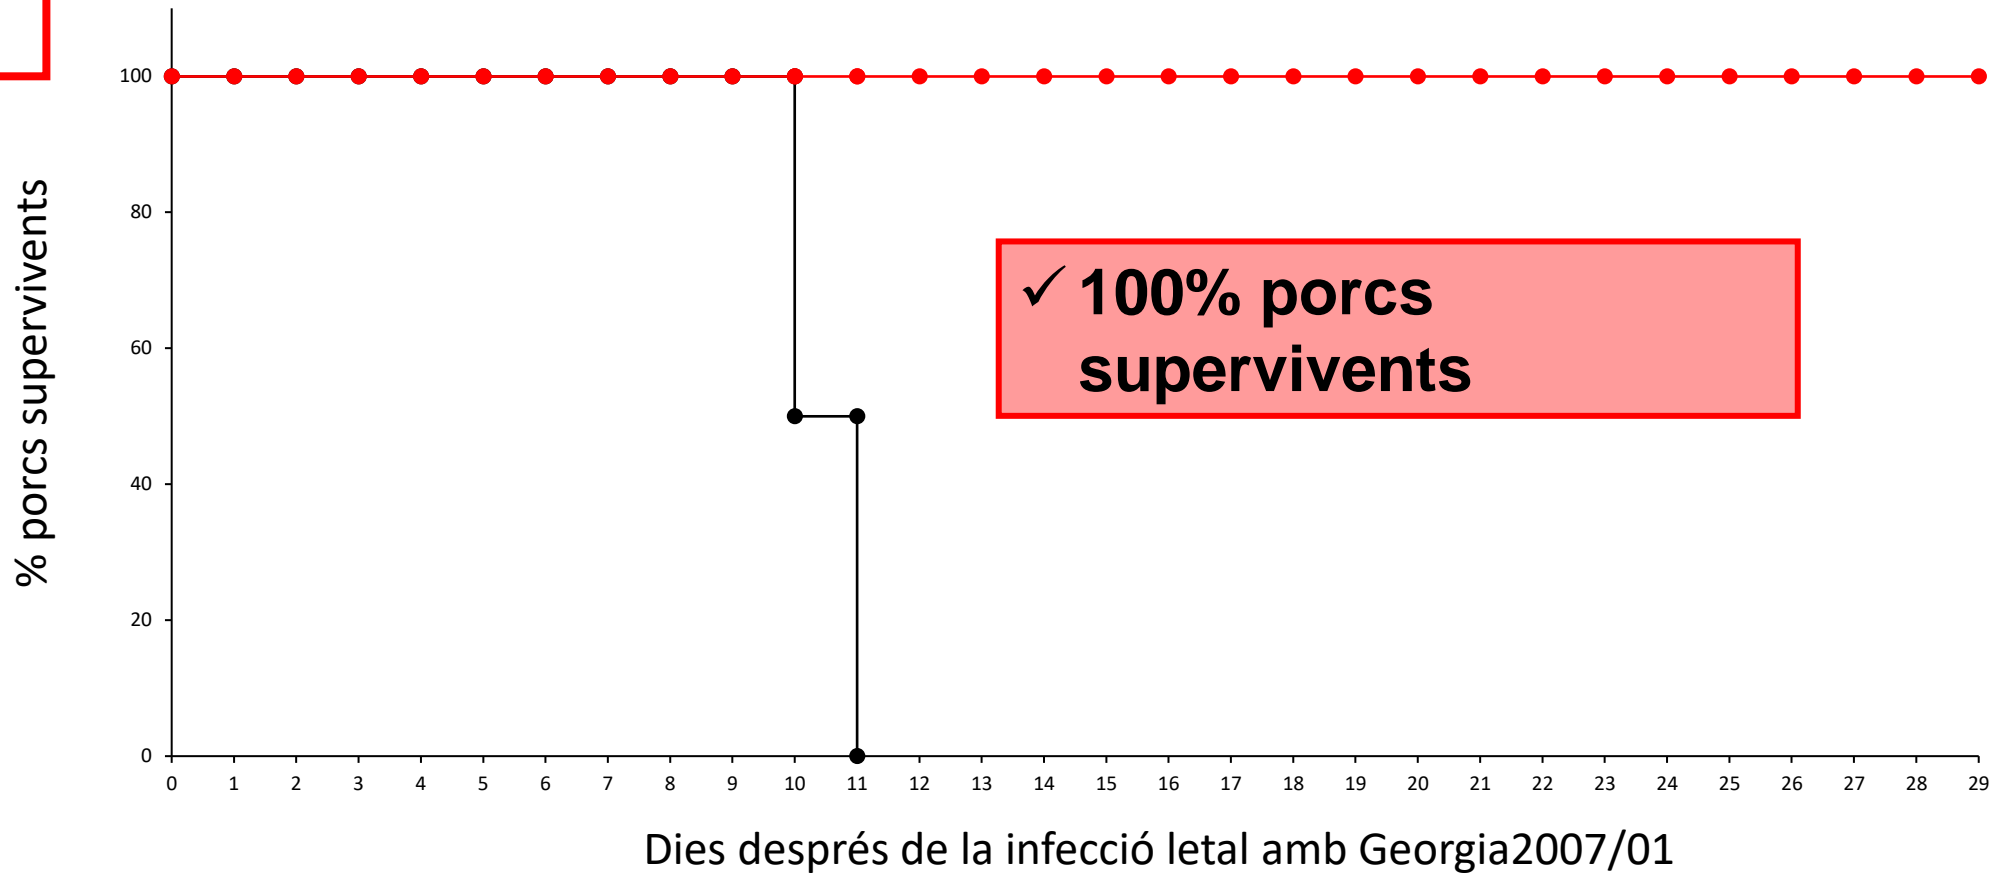 % porcs supervivents
100
80
60
40
20
0
✓ 100% porcs
supervivents
0 1 2 3 4 5 6 7 8 9 10 11 12 13 14 15 16 17 18 19 20 21 22 23 24 25 26 27 28 29
Dies després de la infecció letal amb Georgia2007/01